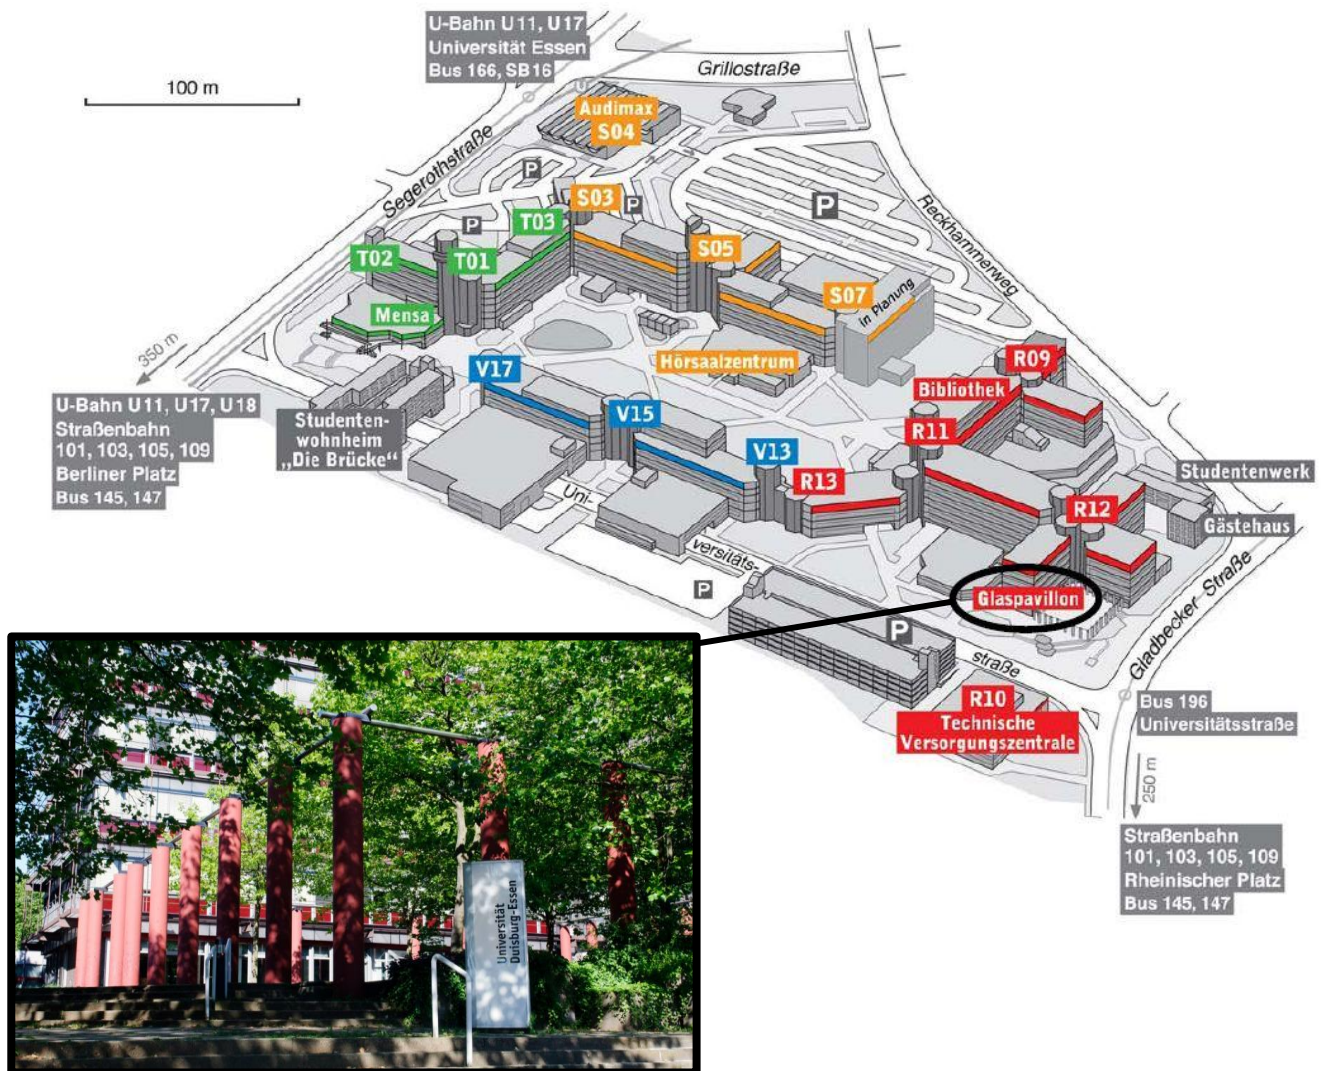 U-Bahn U11, U17
Universität Essen
Bus 166, SB16
100 m
Grillostraße
U
Audimax
S04
Segerothstraße
P
S03
P
P
Reckhammerweg
T03
P
S05
T02
T01
Mensa
S07
in Planung
350 m
Hörsaalzentrum
R09
V17
Bibliothek
U-Bahn U11, U17, U18
Straßenbahn
101, 103, 105, 109
Berliner Platz
Bus 145, 147
Studenten-
wohnheim
„Die Brücke“
V15
R11
V13
R13
Studentenwerk
Uni-
R12
Gästehaus
versitäts-
P
Glaspavillon
Gladbecker Straße
P
straße
R10
Technische
Versorgungszentrale
Bus 196
Universitätsstraße
250 m
Straßenbahn
101, 103, 105, 109
Rheinischer Platz
Bus 145, 147
Universität
Duisburg-Essen